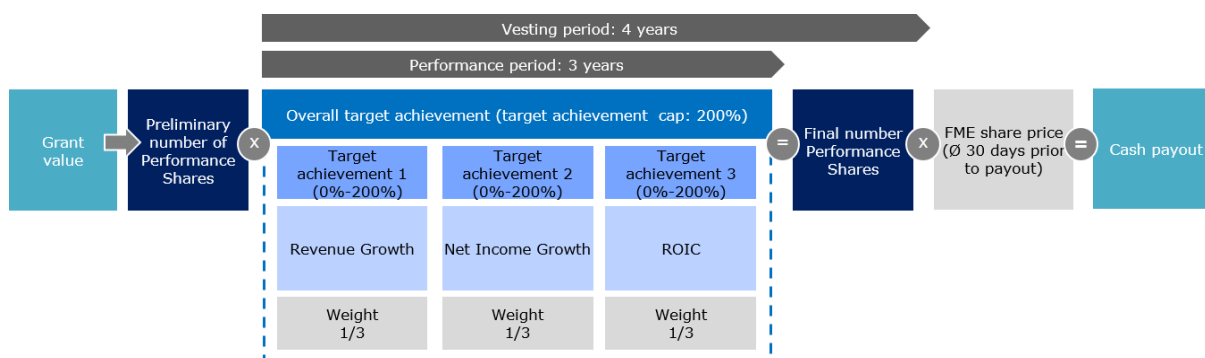 Vesting period: 4 years
Performance period: 3 years
Grant
value
Preliminary
number of
Performance
Shares
x
Overall target achievement (target achievement cap: 200%)
Target
achievement 1
(0%-200%)
Target
achievement 2
(0%-200%)
Target
achievement 3
(0%-200%)
Revenue Growth
Net Income Growth
ROIC
Weight
1/3
Weight
1/3
Weight
1/3
=
Final number
Performance
Shares
x
FME share price
(Ø 30 days prior
to payout)
=
Cash payout